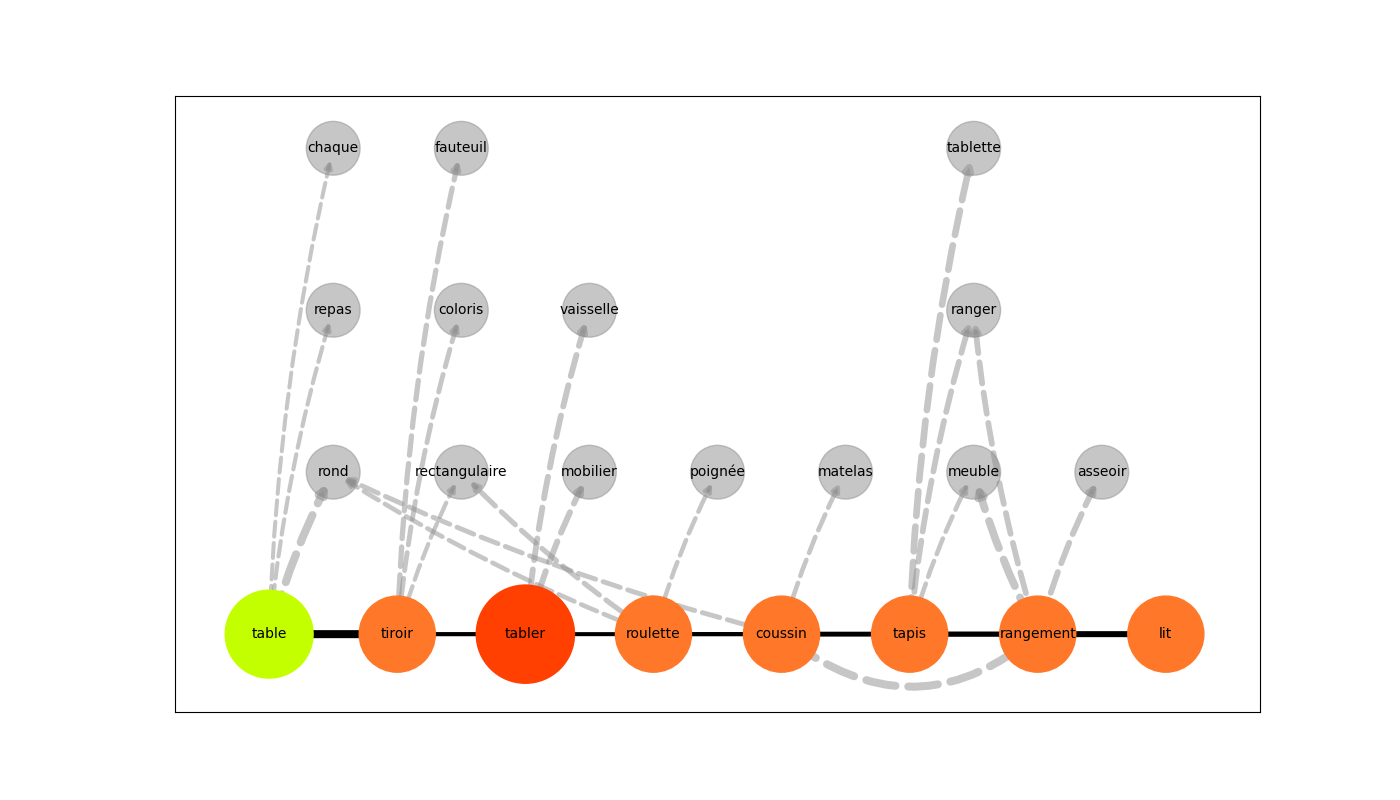 chaque fauteuil tablette
repas coloris vaisselle ranger
rond rectangulaire mobilier poignée matelas meuble asseoir
table tiroir tabler roulette coussin tapis rangement lit